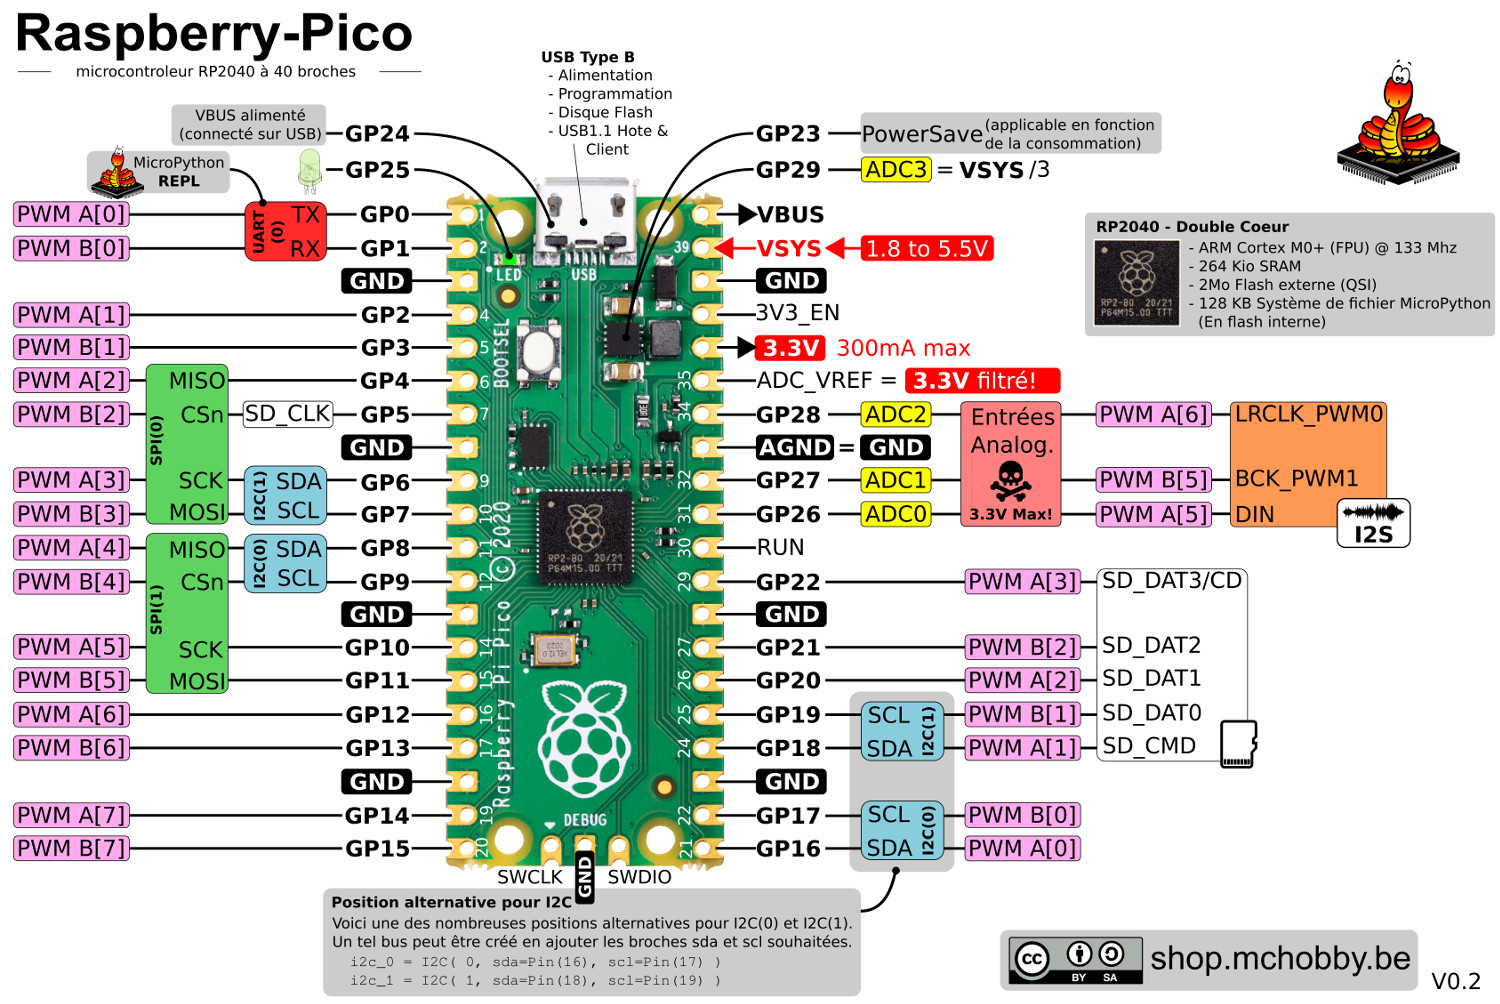 Raspberry-Pico
microcontroleur RP2040 à 40 broches
USB Type B
- Alimentation
- Programmation
- Disque Flash
- USB1.1 Hote &
Client
VBUS alimenté
(connecté sur USB)
GP24
GP25
MicroPython
REPL
GP23
PowerSave
(applicable en fonction
de la consommation)
GP29
ADC3
= VSYS /3
RP2040 - Double Coeur
- ARM Cortex M0+ (FPU) @ 133 Mhz
- 264 Kio SRAM
- 2Mo Flash externe (QSI)
- 128 KB Système de fichier MicroPython
(En flash interne)
RP2-B0 20/21
P64M15.00 TTT
PWM A[0]
UART
(0)
TX
GP0
PWM B[0]
RX
GP1
GND
PWM A[1]
GP2
PWM B[1]
GP3
PWM A[2]
SPI(0)
MISO
GP4
PWM B[2]
CSn
SD_CLK
GP5
GND
PWM A[3]
SCK
I2C(1)
SDA
GP6
PWM B[3]
MOSI
SCL
GP7
PWM A[4]
SPI(1)
MISO
I2C(0)
SDA
GP8
PWM B[4]
CSn
SCL
GP9
GND
PWM A[5]
SCK
GP10
PWM B[5]
MOSI
GP11
PWM A[6]
GP12
PWM B[6]
GP13
GND
PWM A[7]
GP14
PWM B[7]
GP15
1
2
4
5
6
7
9
10
11
12
14
15
16
17
19
20
LED
USB
BOOTSEL
Raspberry Pi Pico © 2020
RP2-B0 20/21
P64M15.00 TTT
DEBUG
39
35
34
32
31
30
29
27
26
25
24
22
21
VBUS
VSYS
1.8 to 5.5V
GND
3V3_EN
3.3V
300mA max
ADC_VREF =
3.3V filtré!
GP28
ADC2
Entrées
Analog.
3.3V Max!
PWM A[6]
LRCLK_PWM0
AGND
=
GND
GP27
ADC1
PWM B[5]
BCK_PWM1
GP26
ADC0
PWM A[5]
DIN
I2S
RUN
GP22
PWM A[3]
SD_DAT3/CD
GND
GP21
PWM B[2]
SD_DAT2
GP20
PWM A[2]
SD_DAT1
GP19
SCL
I2C(1)
PWM B[1]
SD_DAT0
GP18
SDA
PWM A[1]
SD_CMD
GND
GP17
SCL
I2C(0)
PWM B[0]
GP16
SDA
PWM A[0]
SWCLK
GND
SWDIO
Position alternative pour I2C
Voici une des nombreuses positions alternatives pour I2C(0) et I2C(1).
Un tel bus peut être créé en ajouter les broches sda et scl souhaitées.
i2c_0 = I2C( 0, sda=Pin(16), scl=Pin(17) )
i2c_1 = I2C( 1, sda=Pin(18), scl=Pin(19) )
cc
BY SA
shop.mchobby.be
V0.2